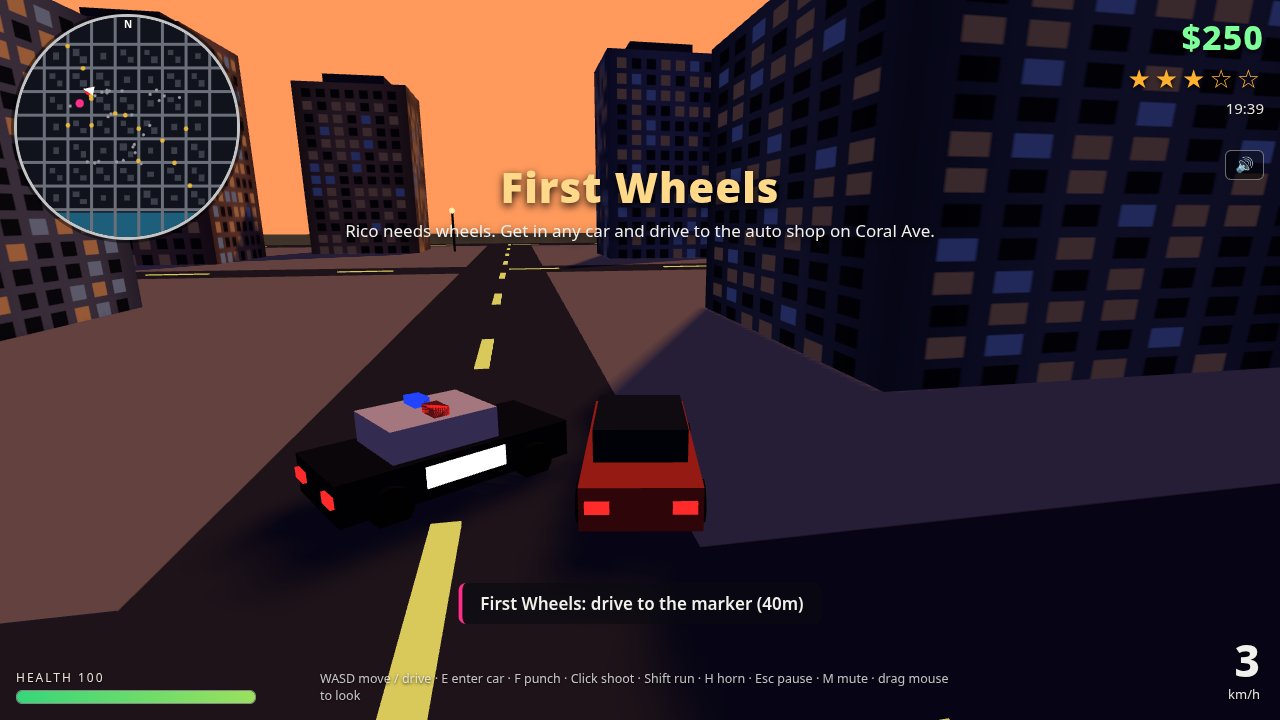 N
$250
★★★☆☆
19:39
First Wheels
Rico needs wheels. Get in any car and drive to the auto shop on Coral Ave.
First Wheels: drive to the marker (40m)
HEALTH 100
WASD move / drive · E enter car · F punch · Click shoot · Shift run · H horn · Esc pause · M mute · drag mouse
to look
3
km/h